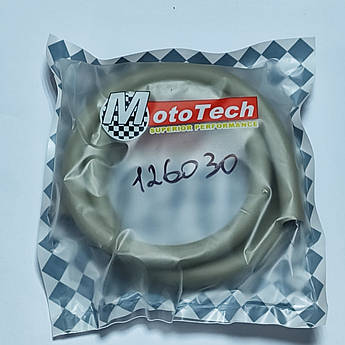 MotoTech
SUPERIOR PERFORMANCE
126030